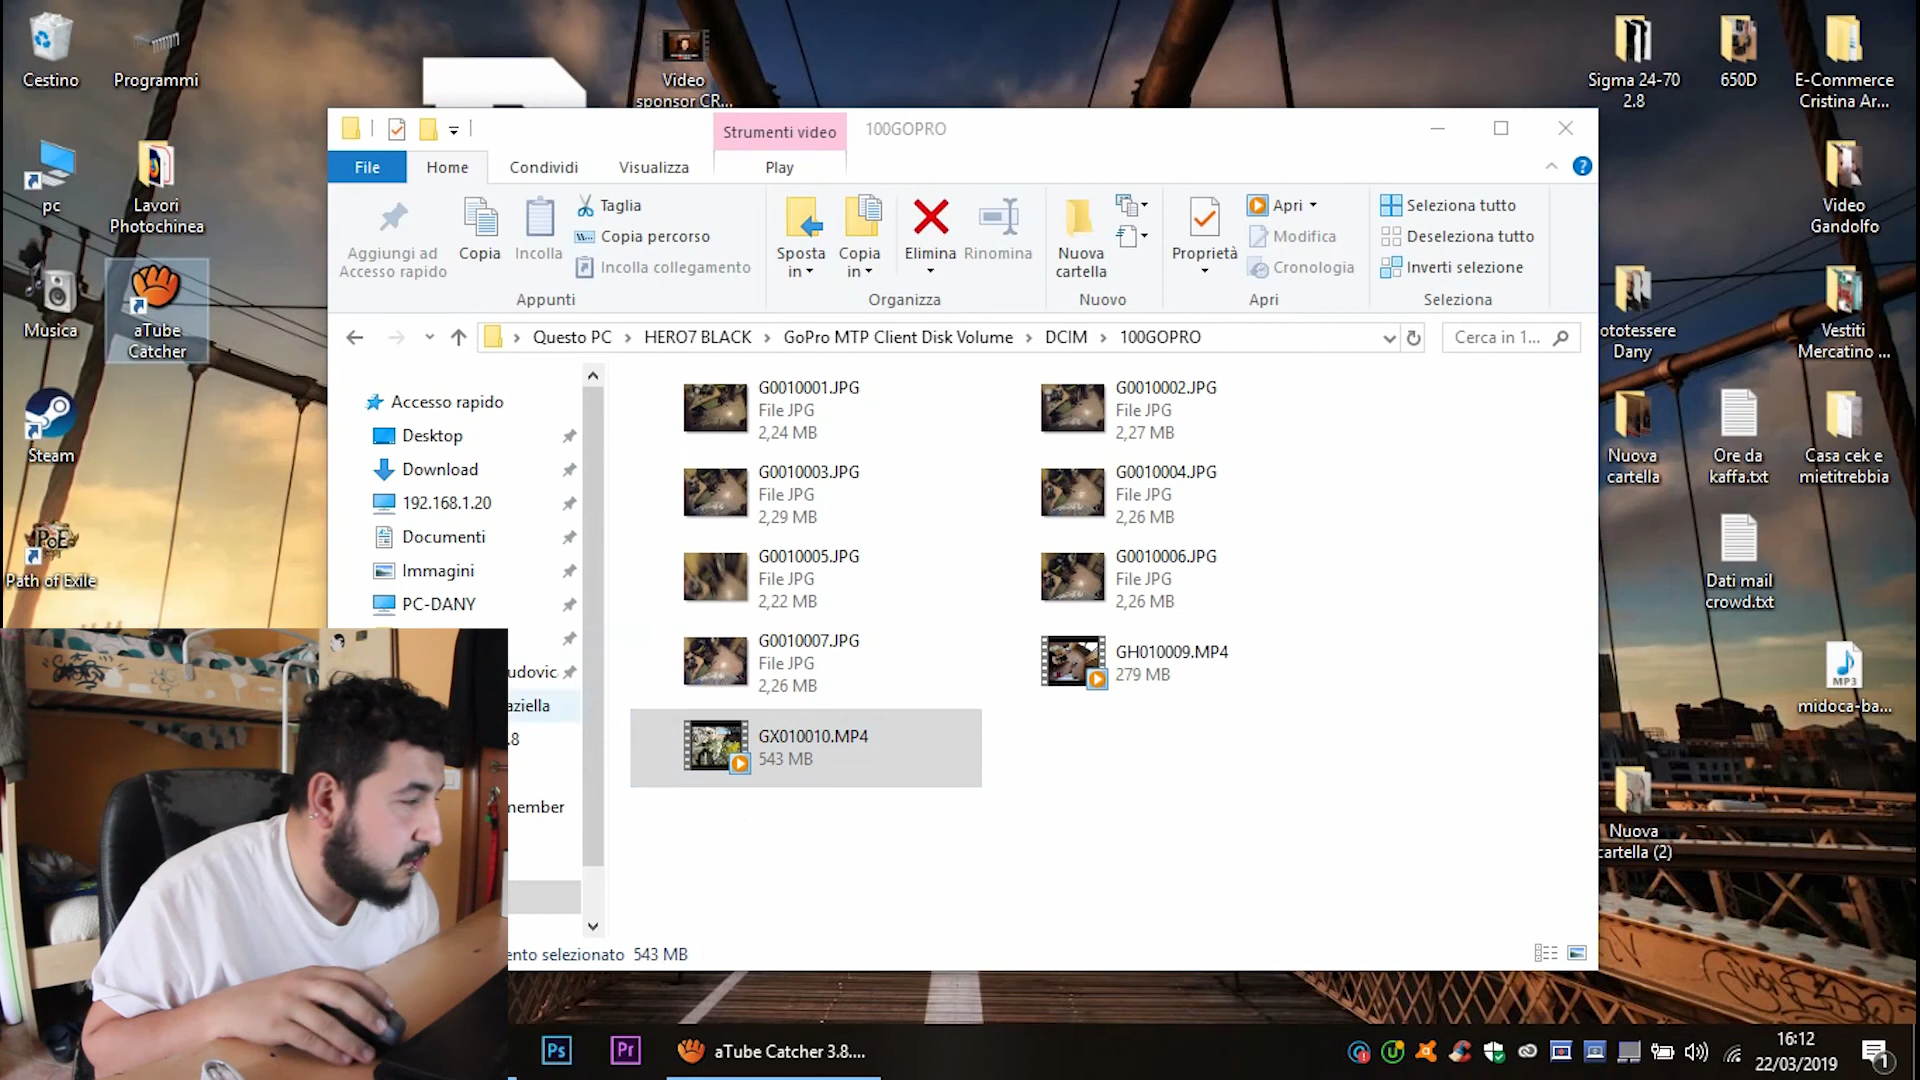 Cestino
Programmi
Video
sponsor CR...
Sigma 24-70
2.8
650D
E-Commerce
Cristina Ar...
pc
Lavori
Photochinea
Video
Gandolfo
Musica
aTube
Catcher
ototessere
Dany
Vestiti
Mercatino ...
Steam
Nuova
cartella
Ore da
kaffa.txt
Casa cek e
mietitrebbia
PoE
Path of Exile
Dati mail
crowd.txt
MP3
midoca-ba...
Nuova
cartella (2)
Strumenti video
100GOPRO
File
Home
Condividi
Visualizza
Play
Aggiungi ad
Accesso rapido
Copia
Incolla
Taglia
Copia percorso
Incolla collegamento
Appunti
Sposta
in
Copia
in
Elimina
Rinomina
Organizza
Nuova
cartella
Nuovo
Proprietà
Apri
Modifica
Cronologia
Apri
Seleziona tutto
Deseleziona tutto
Inverti selezione
Seleziona
Questo PC
HERO7 BLACK
GoPro MTP Client Disk Volume
DCIM
100GOPRO
Cerca in 1...
Accesso rapido
Desktop
Download
192.168.1.20
Documenti
Immagini
PC-DANY
udovic
aziella
.8
member
G0010001.JPG
File JPG
2,24 MB
G0010002.JPG
File JPG
2,27 MB
G0010003.JPG
File JPG
2,29 MB
G0010004.JPG
File JPG
2,26 MB
G0010005.JPG
File JPG
2,22 MB
G0010006.JPG
File JPG
2,26 MB
G0010007.JPG
File JPG
2,26 MB
GH010009.MP4
279 MB
GX010010.MP4
543 MB
ento selezionato 543 MB
Ps
Pr
aTube Catcher 3.8....
16:12
22/03/2019
1